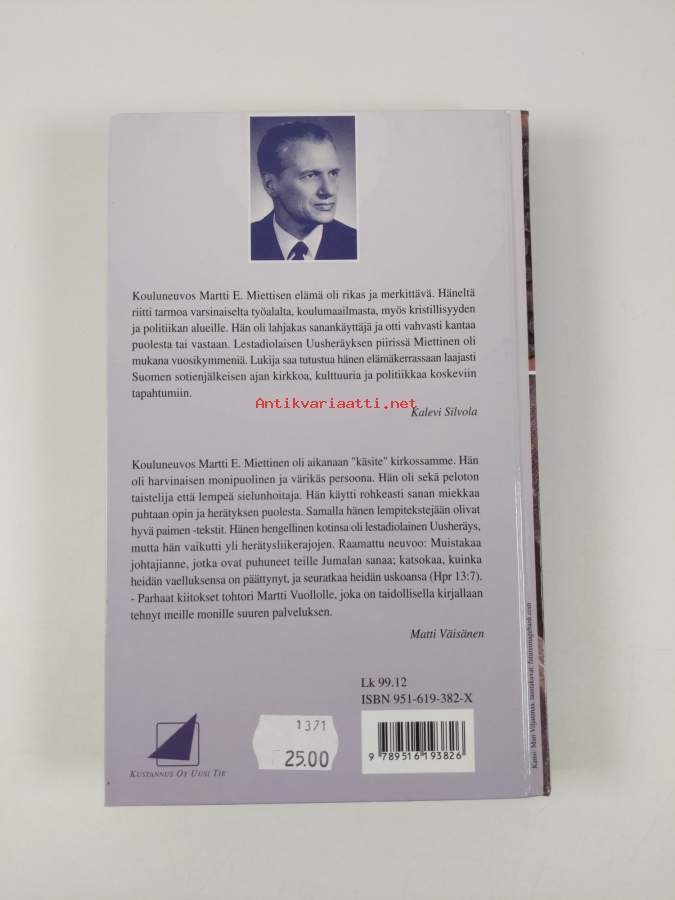 Kouluneuvos Martti E. Miettisen elämä oli rikas ja merkittävä. Häneltä
riitti tarmoa varsinaiselta työalalta, koulumaailmasta, myös kristillisyyden
ja politiikan alueille. Hän oli lahjakas sanankäyttäjä ja otti vahvasti kantaa
puolesta tai vastaan. Lestadiolaisen Uusheräyksen piirissä Miettinen oli
mukana vuosikymmeniä. Lukija saa tutustua hänen elämäkerrassaan laajasti
Suomen sotienjälkeisen ajan kirkkoa, kulttuuria ja politiikkaa koskeviin
tapahtumiin.
Antikvariaatti.net
Kalevi Silvola
Kouluneuvos Martti E. Miettinen oli aikanaan "käsite" kirkossamme. Hän
oli harvinaisen monipuolinen ja värikäs persoona. Hän oli sekä peloton
taistelija että lempeä sielunhoitaja. Hän käytti rohkeasti sanan miekkaa
puhtaan opin ja herätyksen puolesta. Samalla hänen lempitekstejään olivat
hyvä paimen -tekstit. Hänen hengellinen kotinsa oli lestadiolainen Uusheräys,
mutta hän vaikutti yli herätysliikerajojen. Raamattu neuvoo: Muistakaa
johtajianne, jotka ovat puhuneet teille Jumalan sanaa; katsokaa, kuinka
heidän vaelluksensa on päättynyt, ja seuratkaa heidän uskoansa (Hpr 13:7).
- Parhaat kiitokset tohtori Martti Vuollolle, joka on taidollisella kirjallaan
tehnyt meille monille suuren palveluksen.
Matti Väisänen
Lk 99.12
ISBN 951-619-382-X
9 789516 193826
1371
25.00
Kustannus Oy Uusi Tie
Kansi: Mari Viljanmaa, taustakuvat: